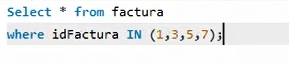 Select * from factura
where idFactura IN (1,3,5,7);